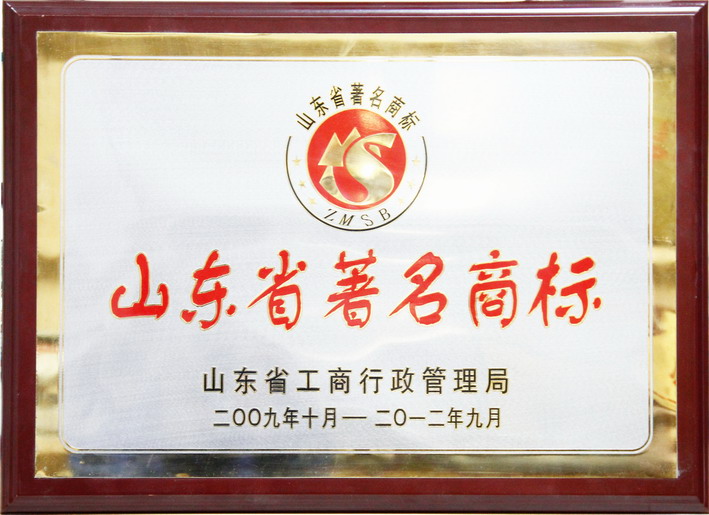 山东省著名商标
ZMSB
山东省著名商标
山东省工商行政管理局
二〇〇九年十月一二〇一二年九月